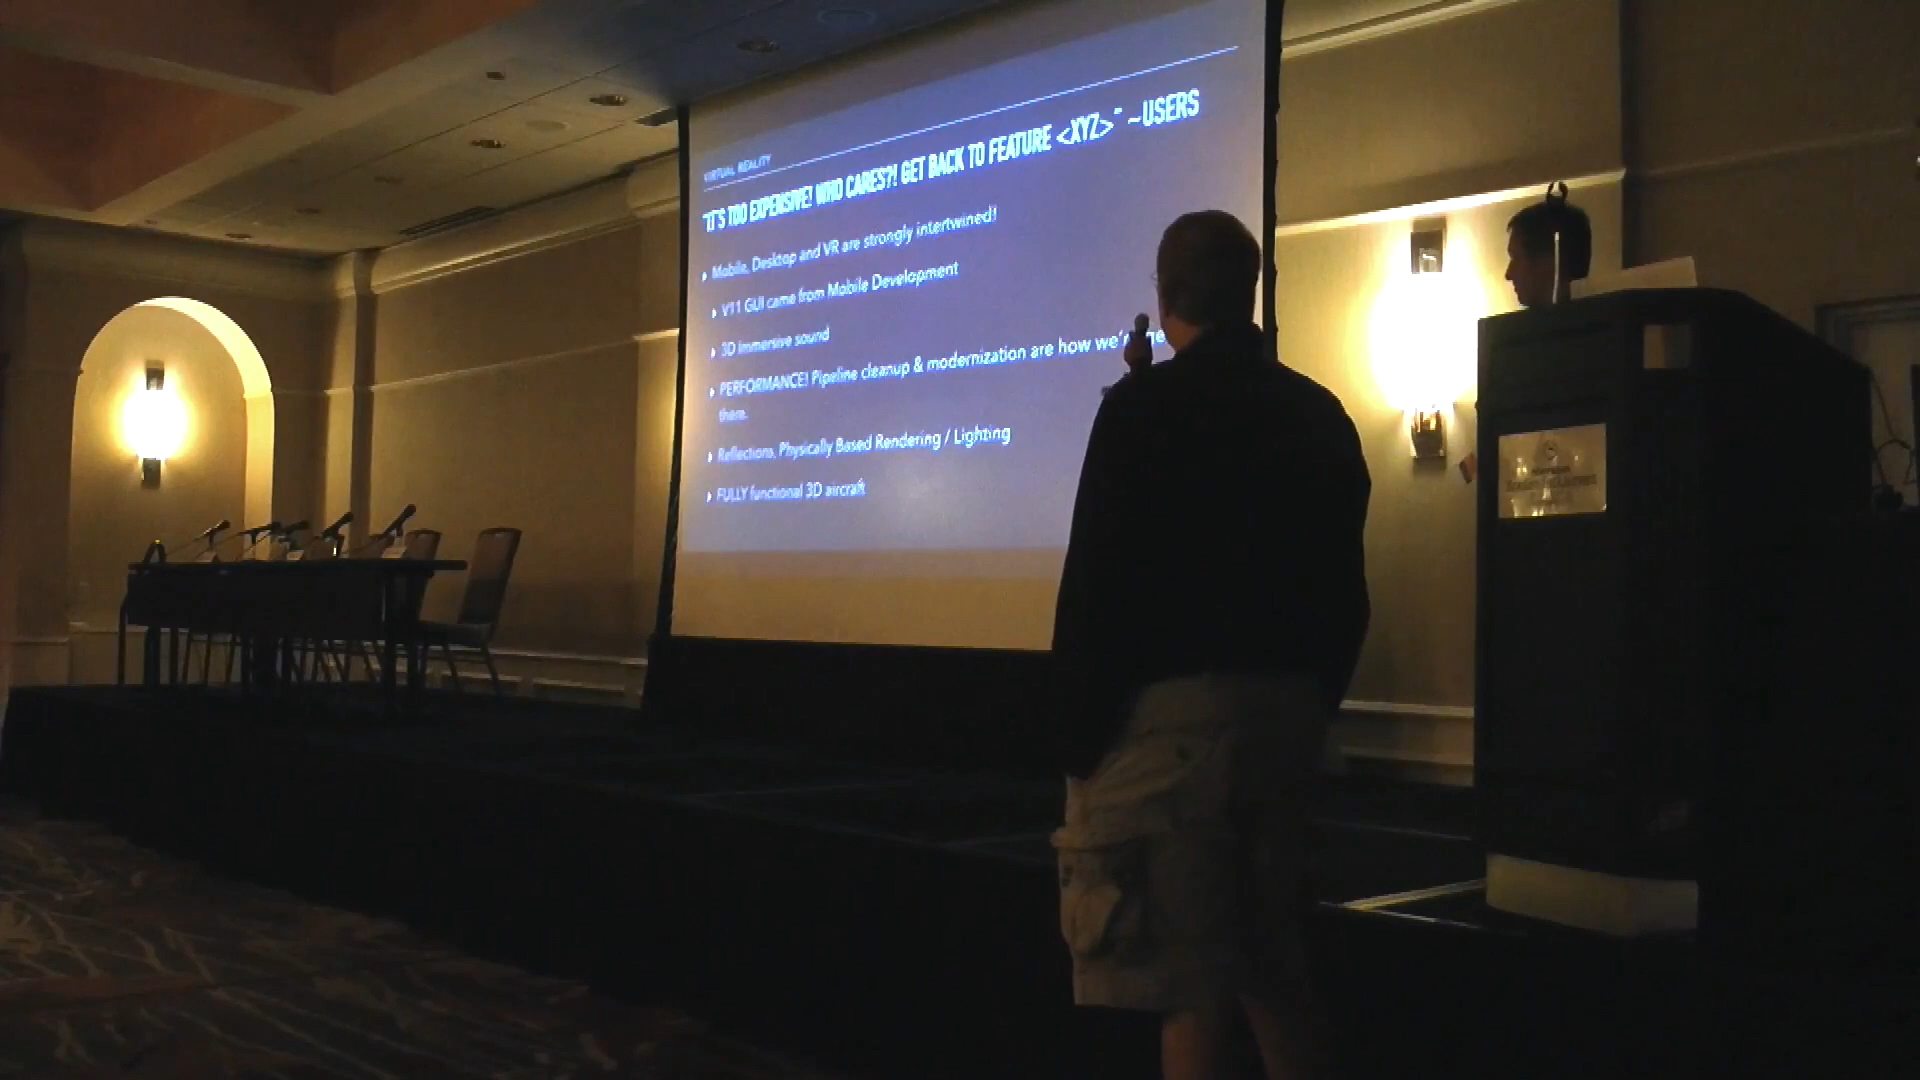 VIRTUAL REALITY
"IT'S TOO EXPENSIVE! WHO CARES?! GET BACK TO FEATURE <XYZ>" ~USERS
Mobile, Desktop and VR are strongly intertwined!
V11 GUI came from Mobile Development
3D Immersive sound
PERFORMANCE! Pipeline cleanup & modernization are how we're ge
there.
Reflections, Physically Based Rendering / Lighting
FULLY functional 3D aircraft